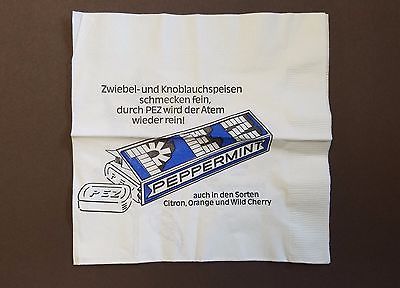 Zwiebel- und Knoblauchspeisen
schmecken fein,
durch PEZ wird der Atem
wieder rein!
PEZ
PEPPERMINT
PEZ
auch in den Sorten
Citron, Orange und Wild Cherry